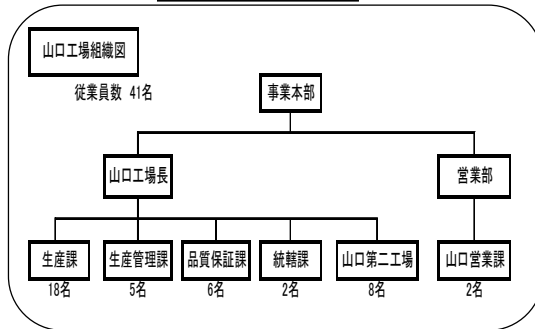 山口工場組織図
従業員数 41名
事業本部
山口工場長
営業部
生産課
生産管理課
品質保証課
統轄課
山口第二工場
山口営業課
18名
5名
6名
2名
8名
2名